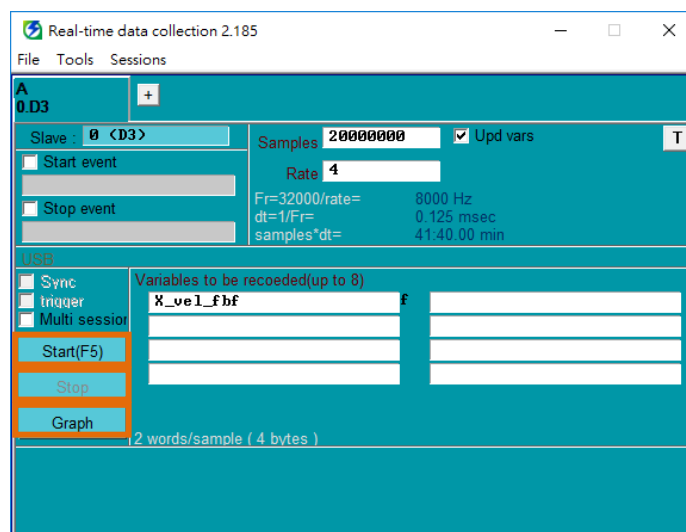 Real-time data collection 2.185
File Tools Sessions
A
0.D3
+
Slave : 0 (D3)
Samples 20000000
Upd vars
T
Start event
Rate 4
Stop event
Fr=32000/rate= 8000 Hz
dt=1/Fr= 0.125 msec
samples*dt= 41:40.00 min
USB
Sync
trigger
Multi session
Variables to be recoeded(up to 8)
X_vel_fbf f
Start(F5)
Stop
Graph
2 words/sample ( 4 bytes )